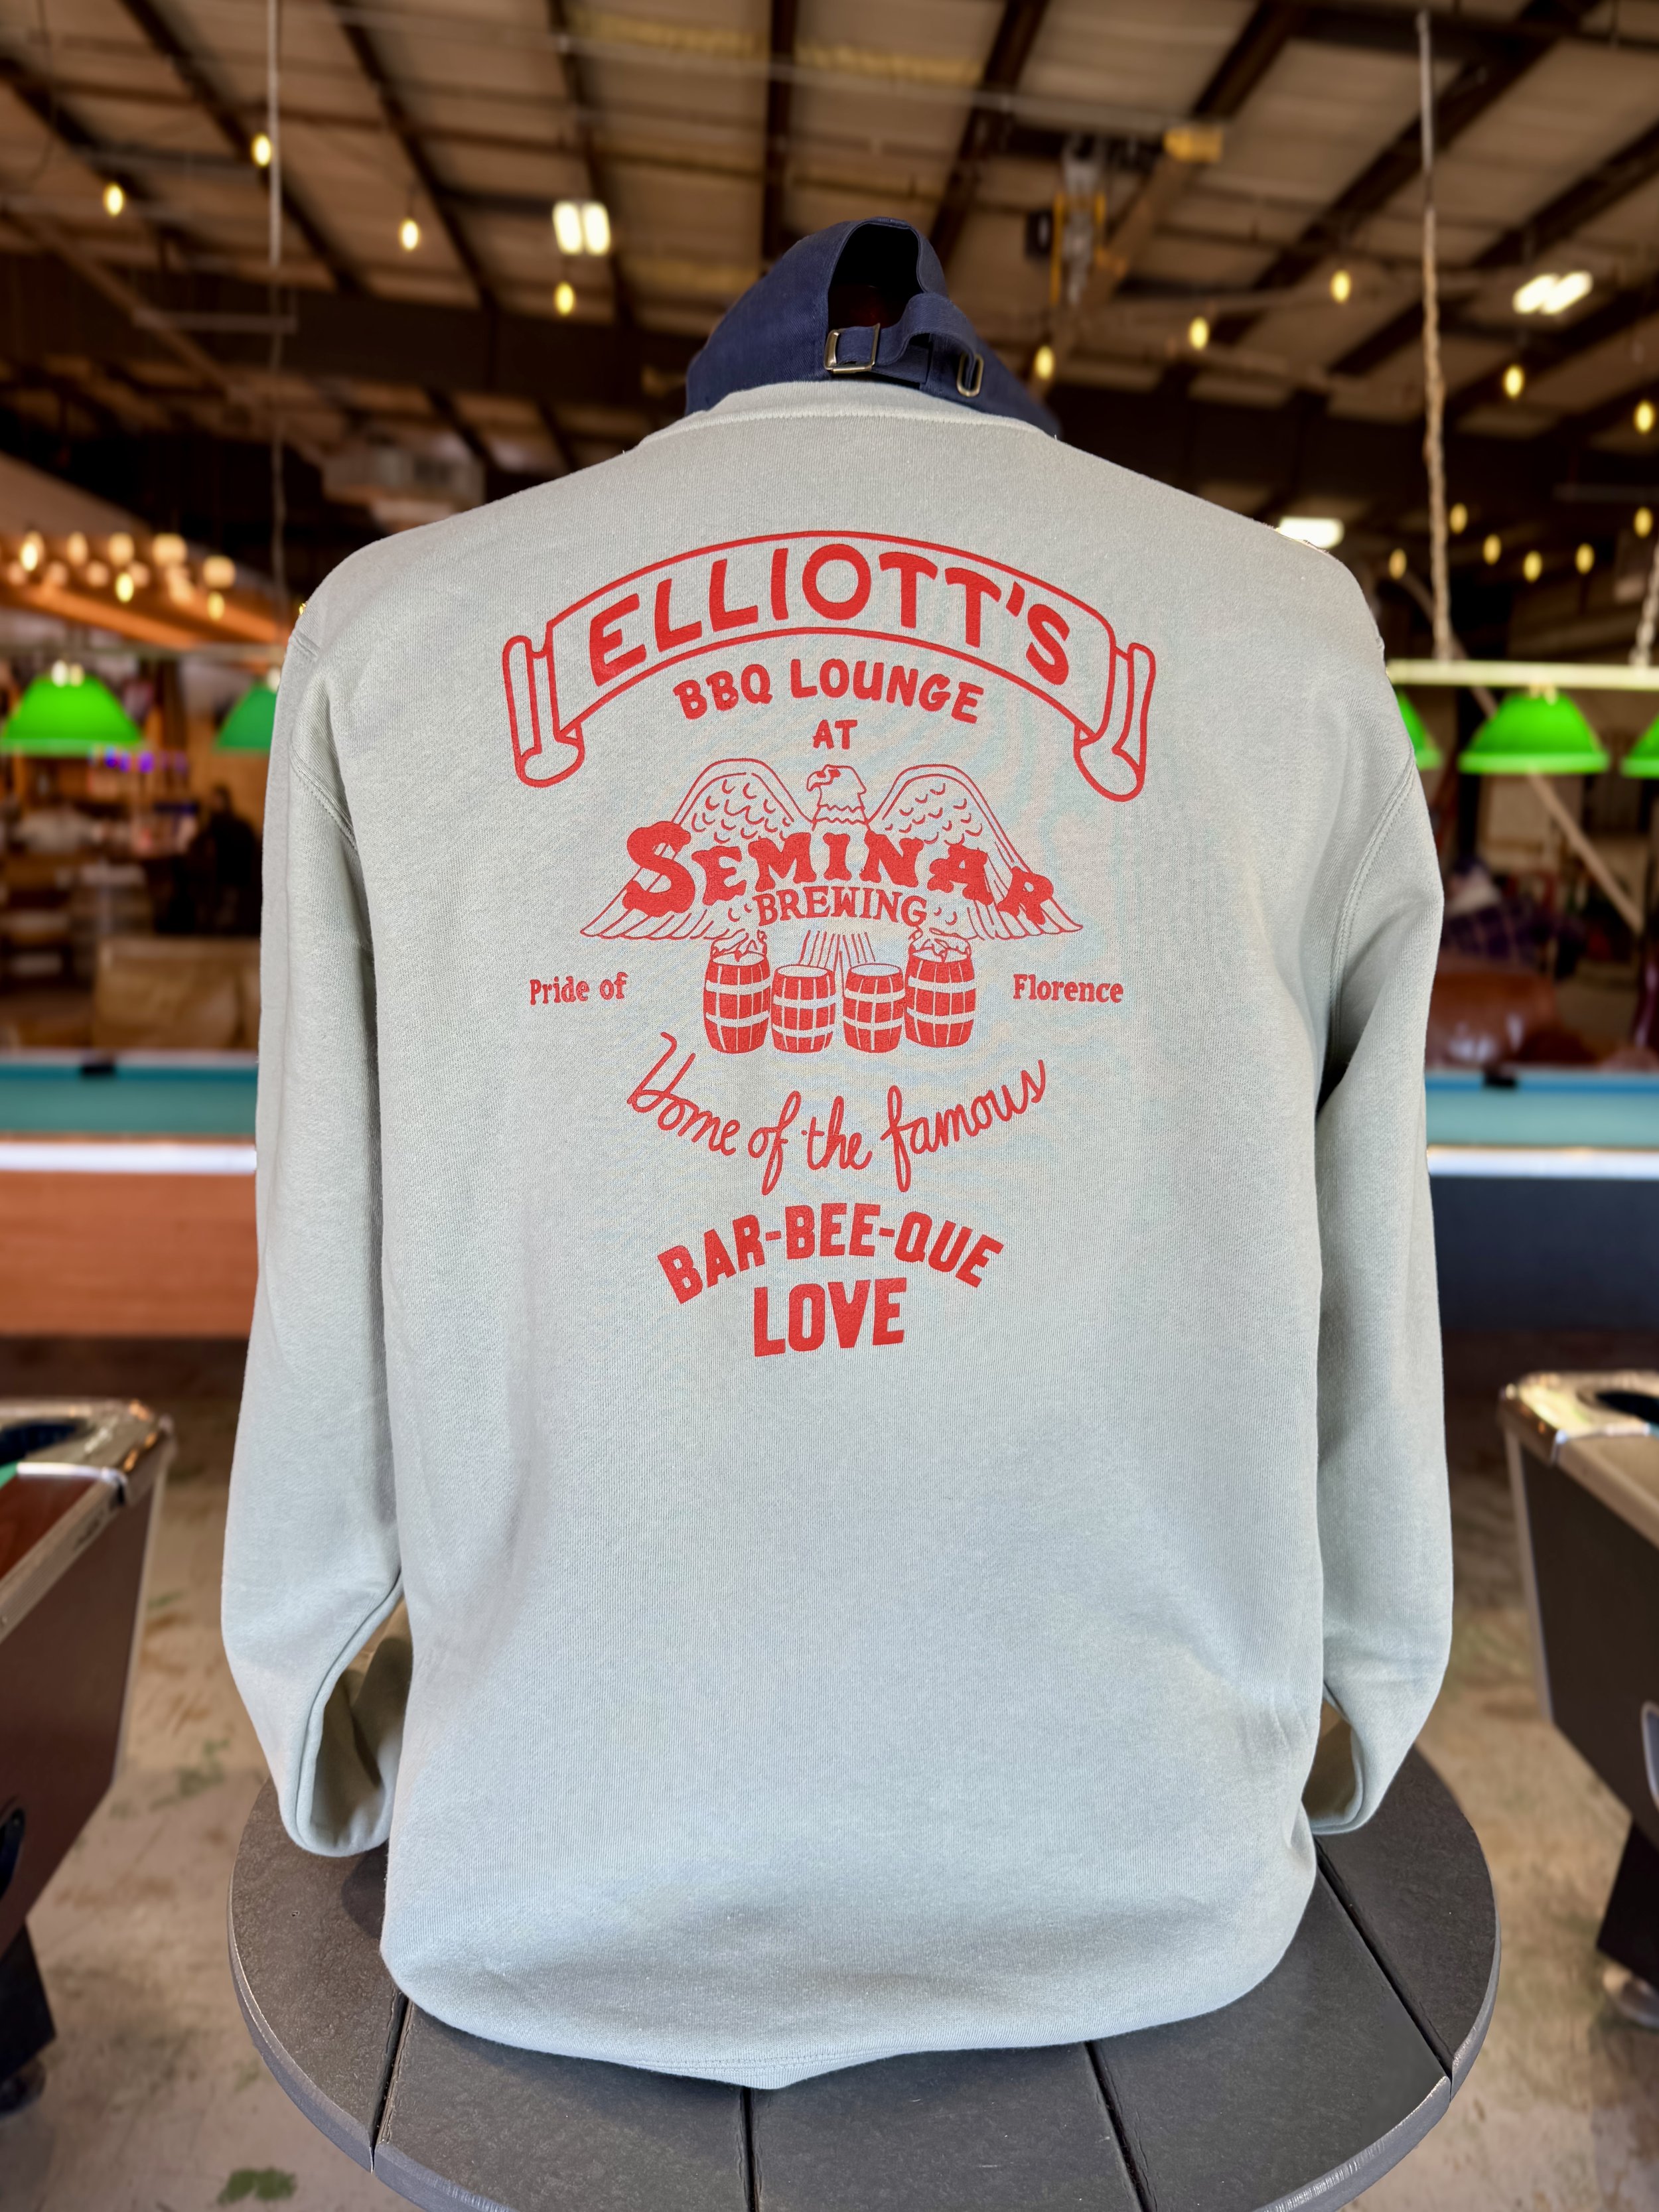 ELLIOTT'S
BBQ LOUNGE
AT
SEMINAR
BREWING
Pride of Florence
Home of the famous
BAR-BEE-QUE
LOVE